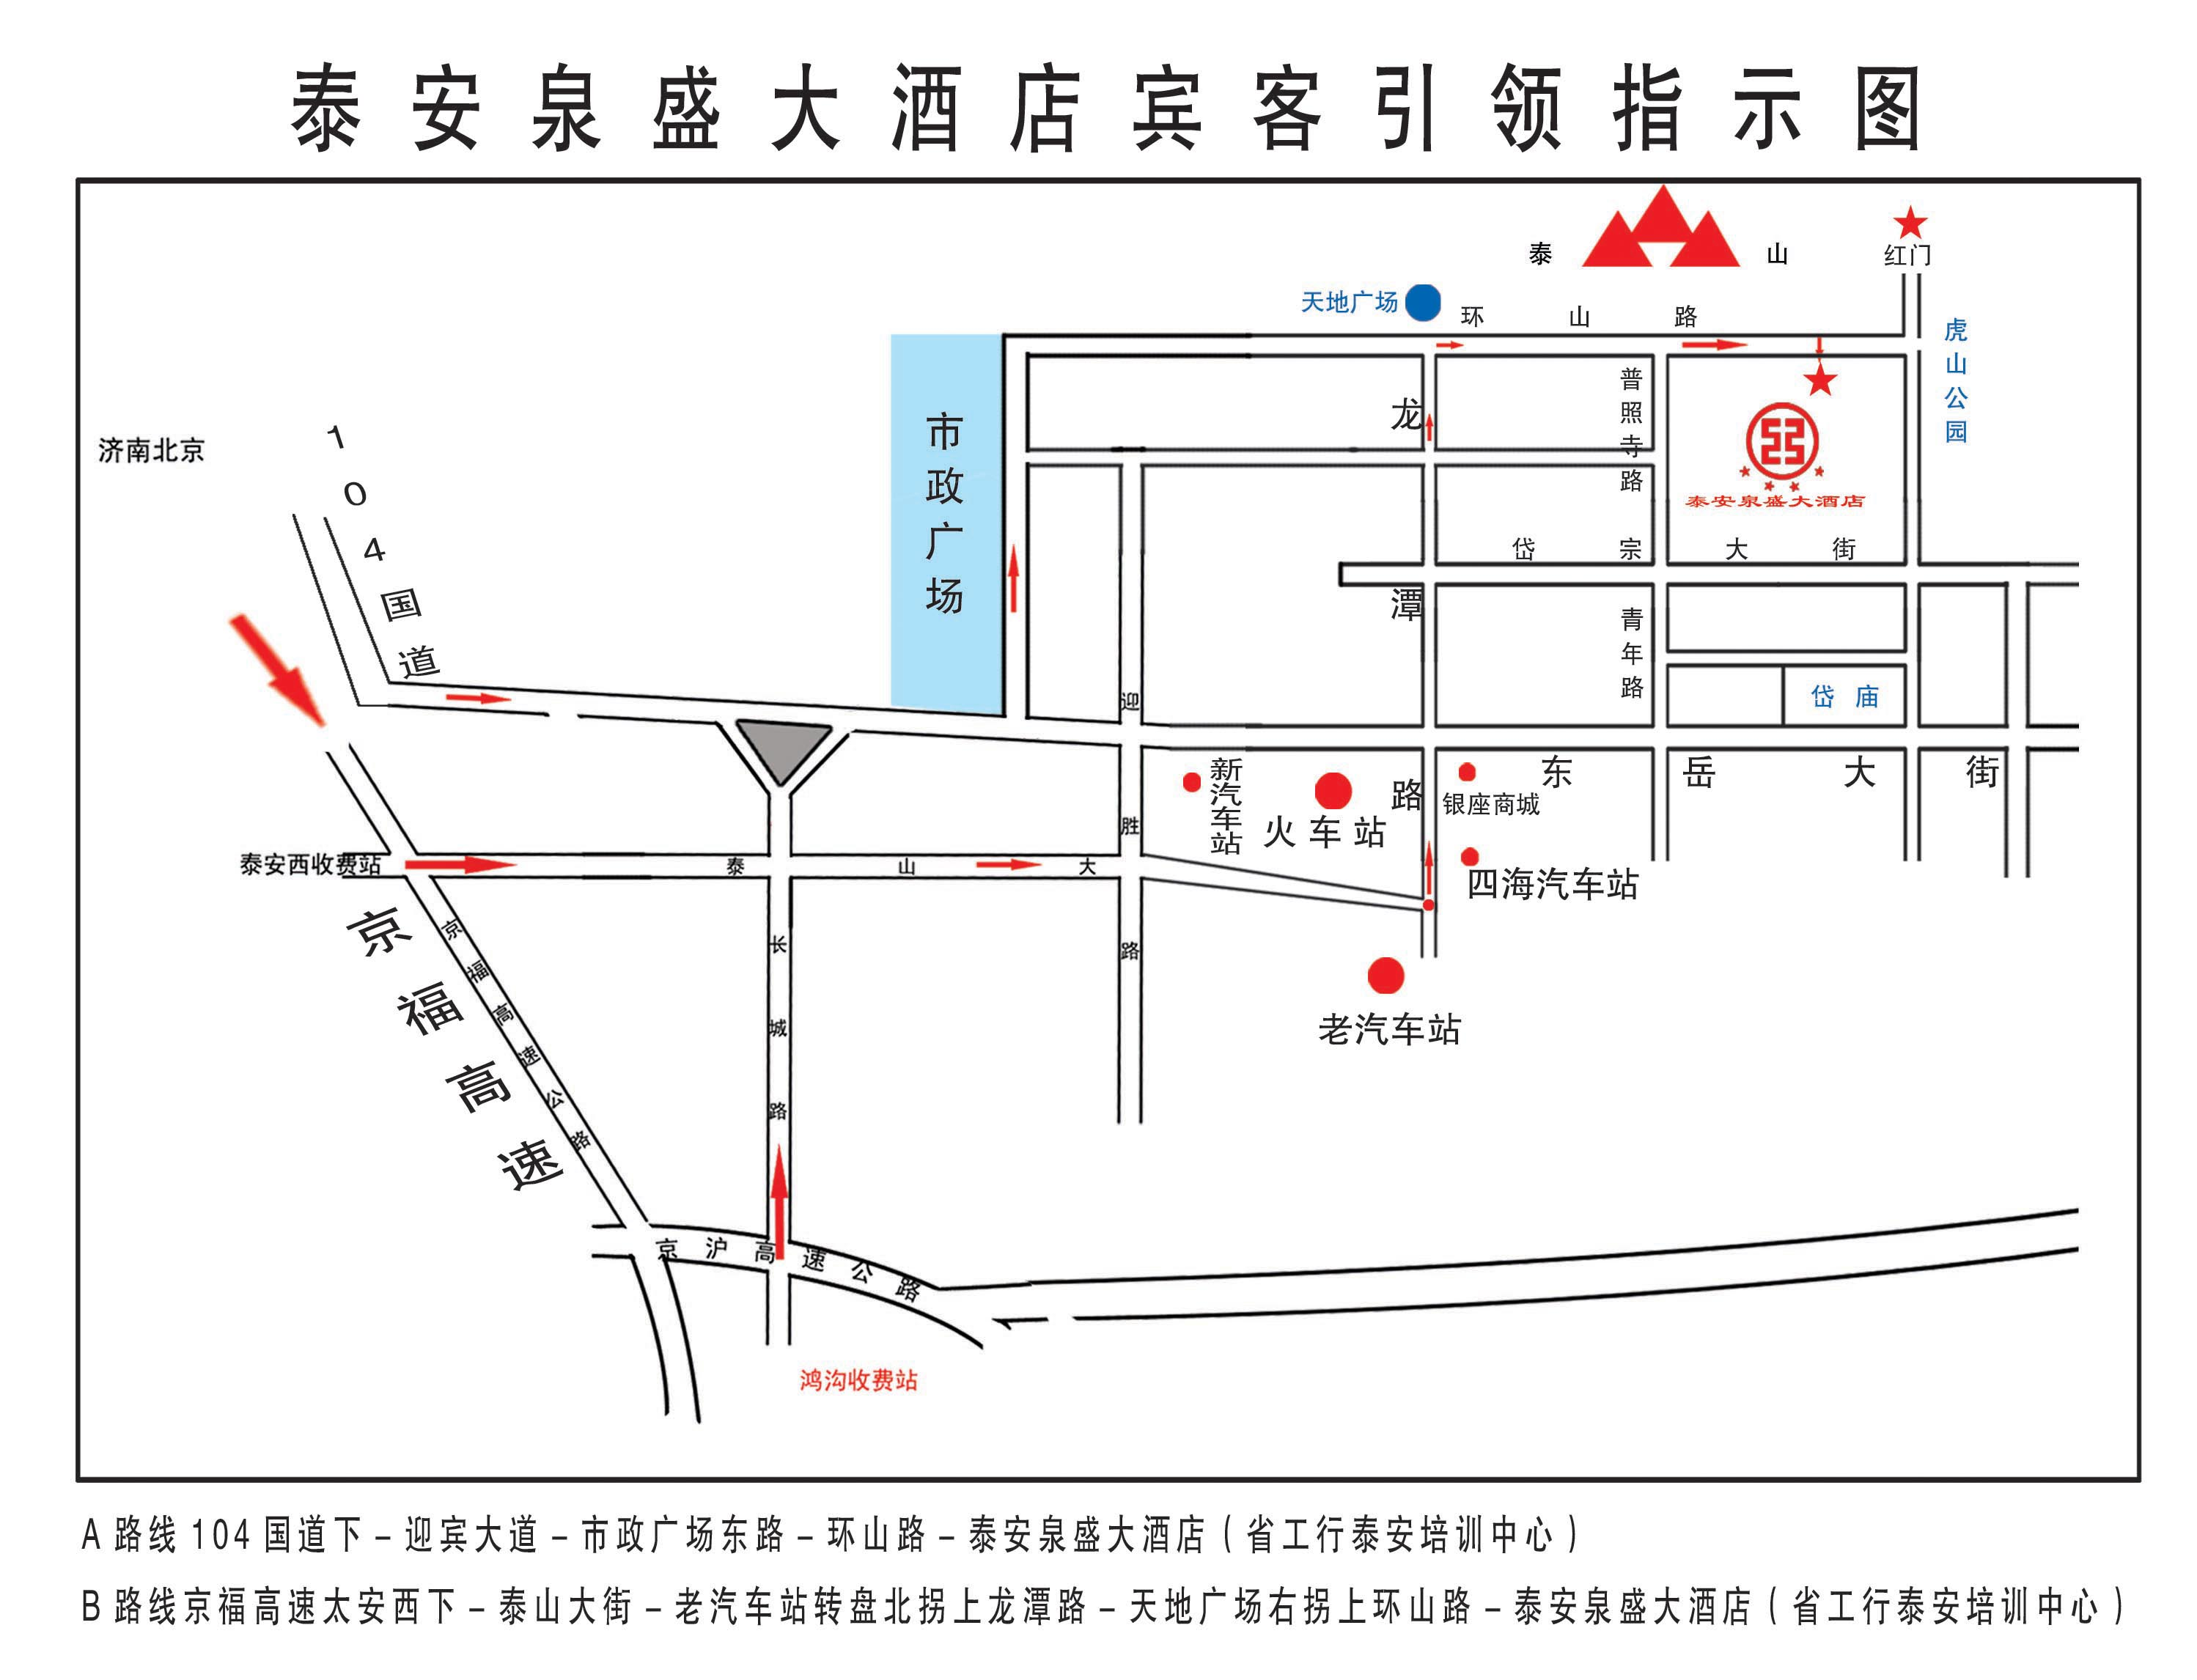 泰安泉盛大酒店宾客引领指示图
泰 山
红门
天地广场
环山路
虎山公园
市政广场
济南北京
104国道
龙潭路
普照寺路
泰安泉盛大酒店
岱宗大街
青年路
岱庙
迎胜路
新汽车站
火车站
银座商城
东岳大街
泰安西收费站
泰山大
四海汽车站
京福高速
京福高速公路
长城路
老汽车站
京沪高速公路
鸿沟收费站
A 路线 104 国道下 – 迎宾大道 – 市政广场东路 – 环山路 – 泰安泉盛大酒店（省工行泰安培训中心）
B 路线京福高速太安西下 – 泰山大街 – 老汽车站转盘北拐上龙潭路 – 天地广场右拐上环山路 – 泰安泉盛大酒店（省工行泰安培训中心）